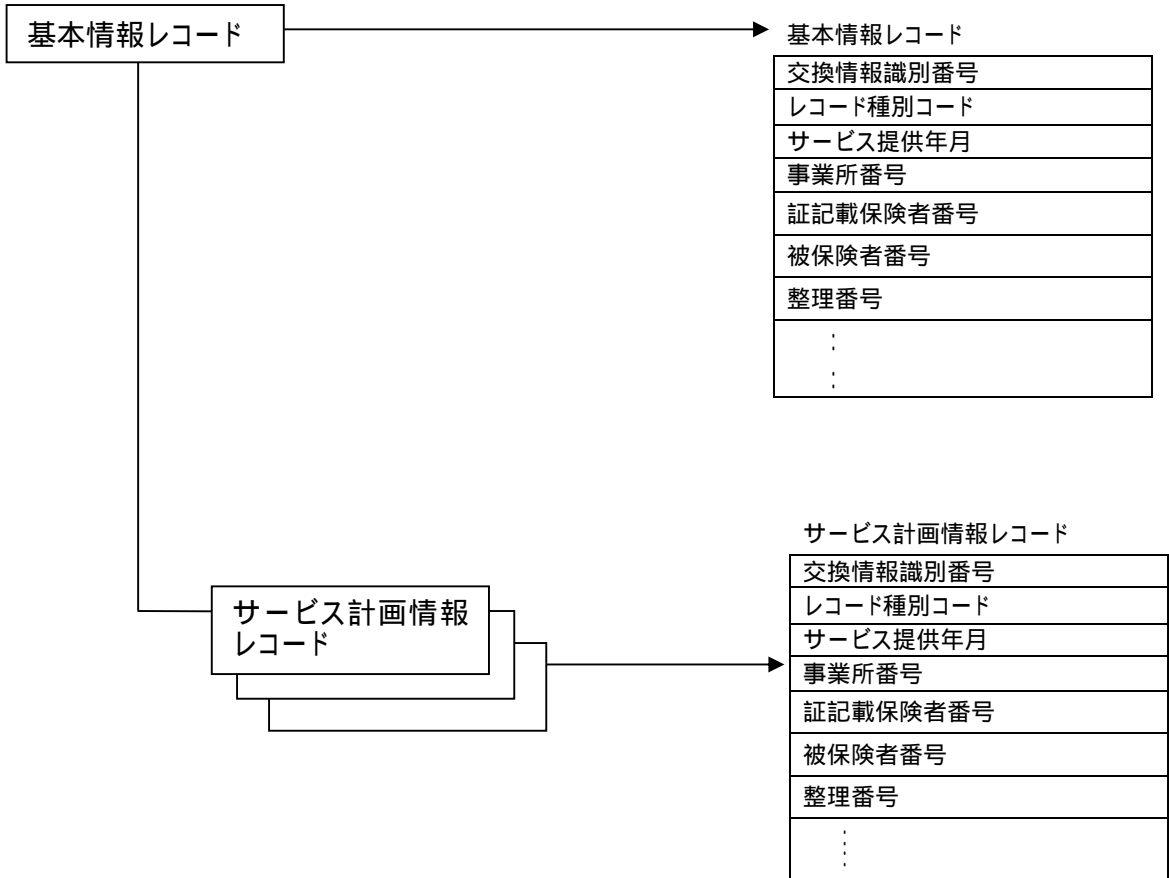 基本情報レコード
基本情報レコード
交換情報識別番号
レコード種別コード
サービス提供年月
事業所番号
証記載保険者番号
被保険者番号
整理番号
サービス計画情報
レコード
サービス計画情報レコード
交換情報識別番号
レコード種別コード
サービス提供年月
事業所番号
証記載保険者番号
被保険者番号
整理番号